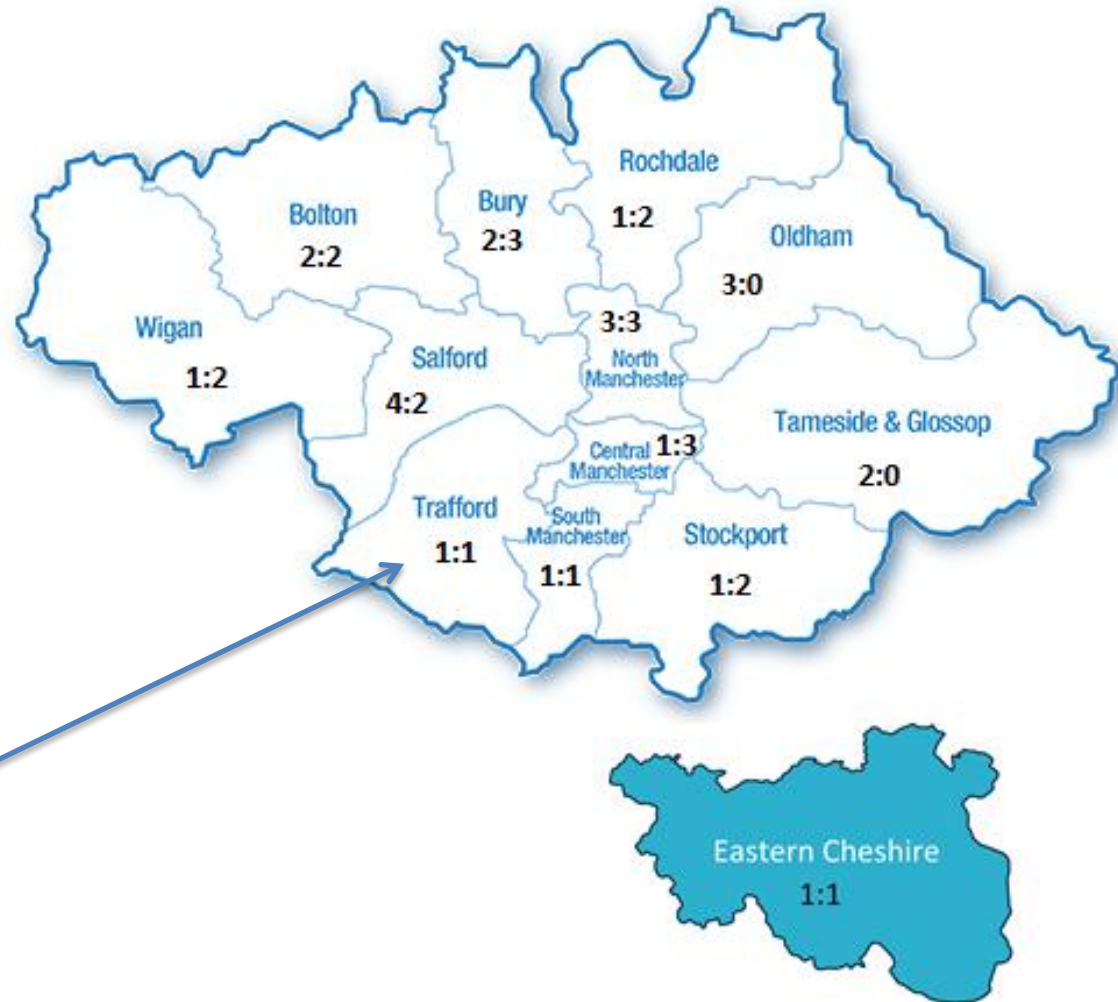 Rochdale
1:2
Bury
2:3
Bolton
2:2
Oldham
3:0
Wigan
1:2
Salford
4:2
3:3
North
Manchester
Tameside & Glossop
2:0
Central 1:3
Manchester
Trafford
1:1
South
Manchester
1:1
Stockport
1:2
Eastern Cheshire
1:1